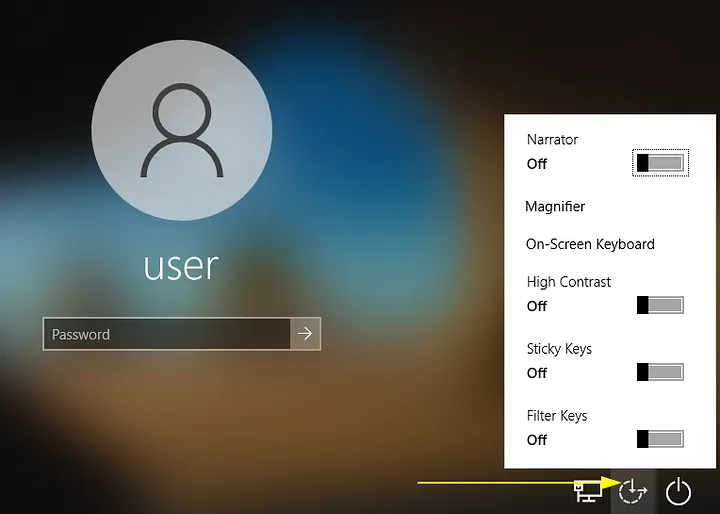 user
Password
Narrator
Off
Magnifier
On-Screen Keyboard
High Contrast
Off
Sticky Keys
Off
Filter Keys
Off